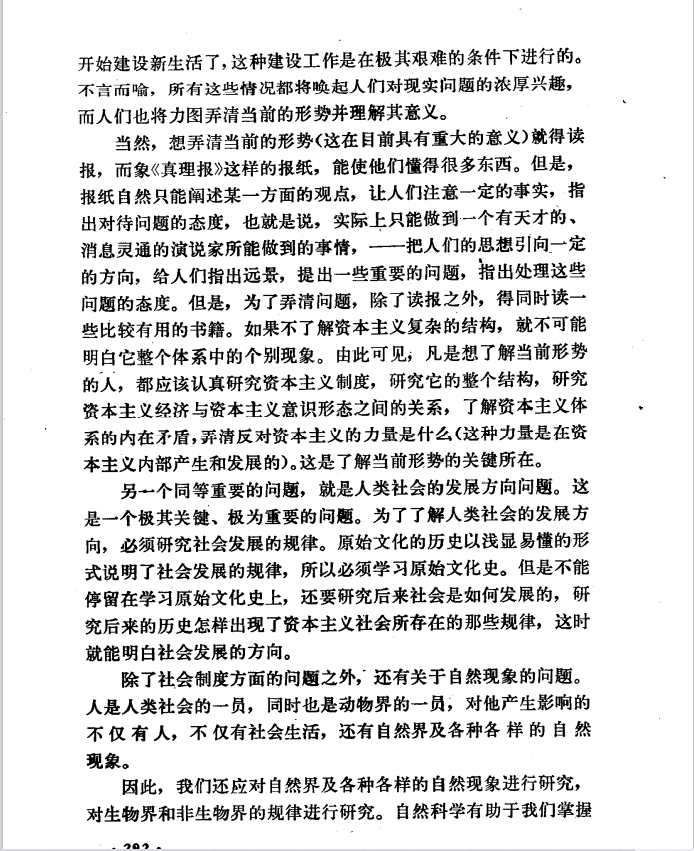 开始建设新生活了，这种建设工作是在极其艰难的条件下进行的。
不言而喻，所有这些情况都将唤起人们对现实问题的浓厚兴趣，
而人们也将力图弄清当前的形势并理解其意义。
当然，想弄清当前的形势（这在目前具有重大的意义）就得读
报，而象《真理报》这样的报纸，能使他们懂得很多东西。但是，
报纸自然只能阐述某一方面的观点，让人们注意一定的事实，指
出对待问题的态度，也就是说，实际上只能做到一个有天才的、
消息灵通的演说家所能做到的事情，——把人们的思想引向一定
的方向，给人们指出远景，提出一些重要的问题，指出处理这些
问题的态度。但是，为了弄清问题，除了读报之外，得同时读一
些比较有用的书籍。如果不了解资本主义复杂的结构，就不可能
明白它整个体系中的个别现象。由此可见，凡是想了解当前形势
的人，都应该认真研究资本主义制度，研究它的整个结构，研究
资本主义经济与资本主义意识形态之间的关系，了解资本主义体
系的内在矛盾，弄清反对资本主义的力量是什么（这种力量是在资
本主义内部产生和发展的）。这是了解当前形势的关键所在。
另一个同等重要的问题，就是人类社会的发展方向问题。这
是一个极其关键、极为重要的问题。为了了解人类社会的发展方
向，必须研究社会发展的规律。原始文化的历史以浅显易懂的形
式说明了社会发展的规律，所以必须学习原始文化史。但是不能
停留在学习原始文化史上，还要研究后来社会是如何发展的，研
究后来的历史怎样出现了资本主义社会所存在的那些规律，这时
就能明白社会发展的方向。
除了社会制度方面的问题之外，还有关于自然现象的问题。
人是人类社会的一员，同时也是动物界的一员，对他产生影响的
不仅有人，不仅有社会生活，还有自然界及各种各样的自然
现象。
因此，我们还应对自然界及各种各样的自然现象进行研究，
对生物界和非生物界的规律进行研究。自然科学有助于我们掌握